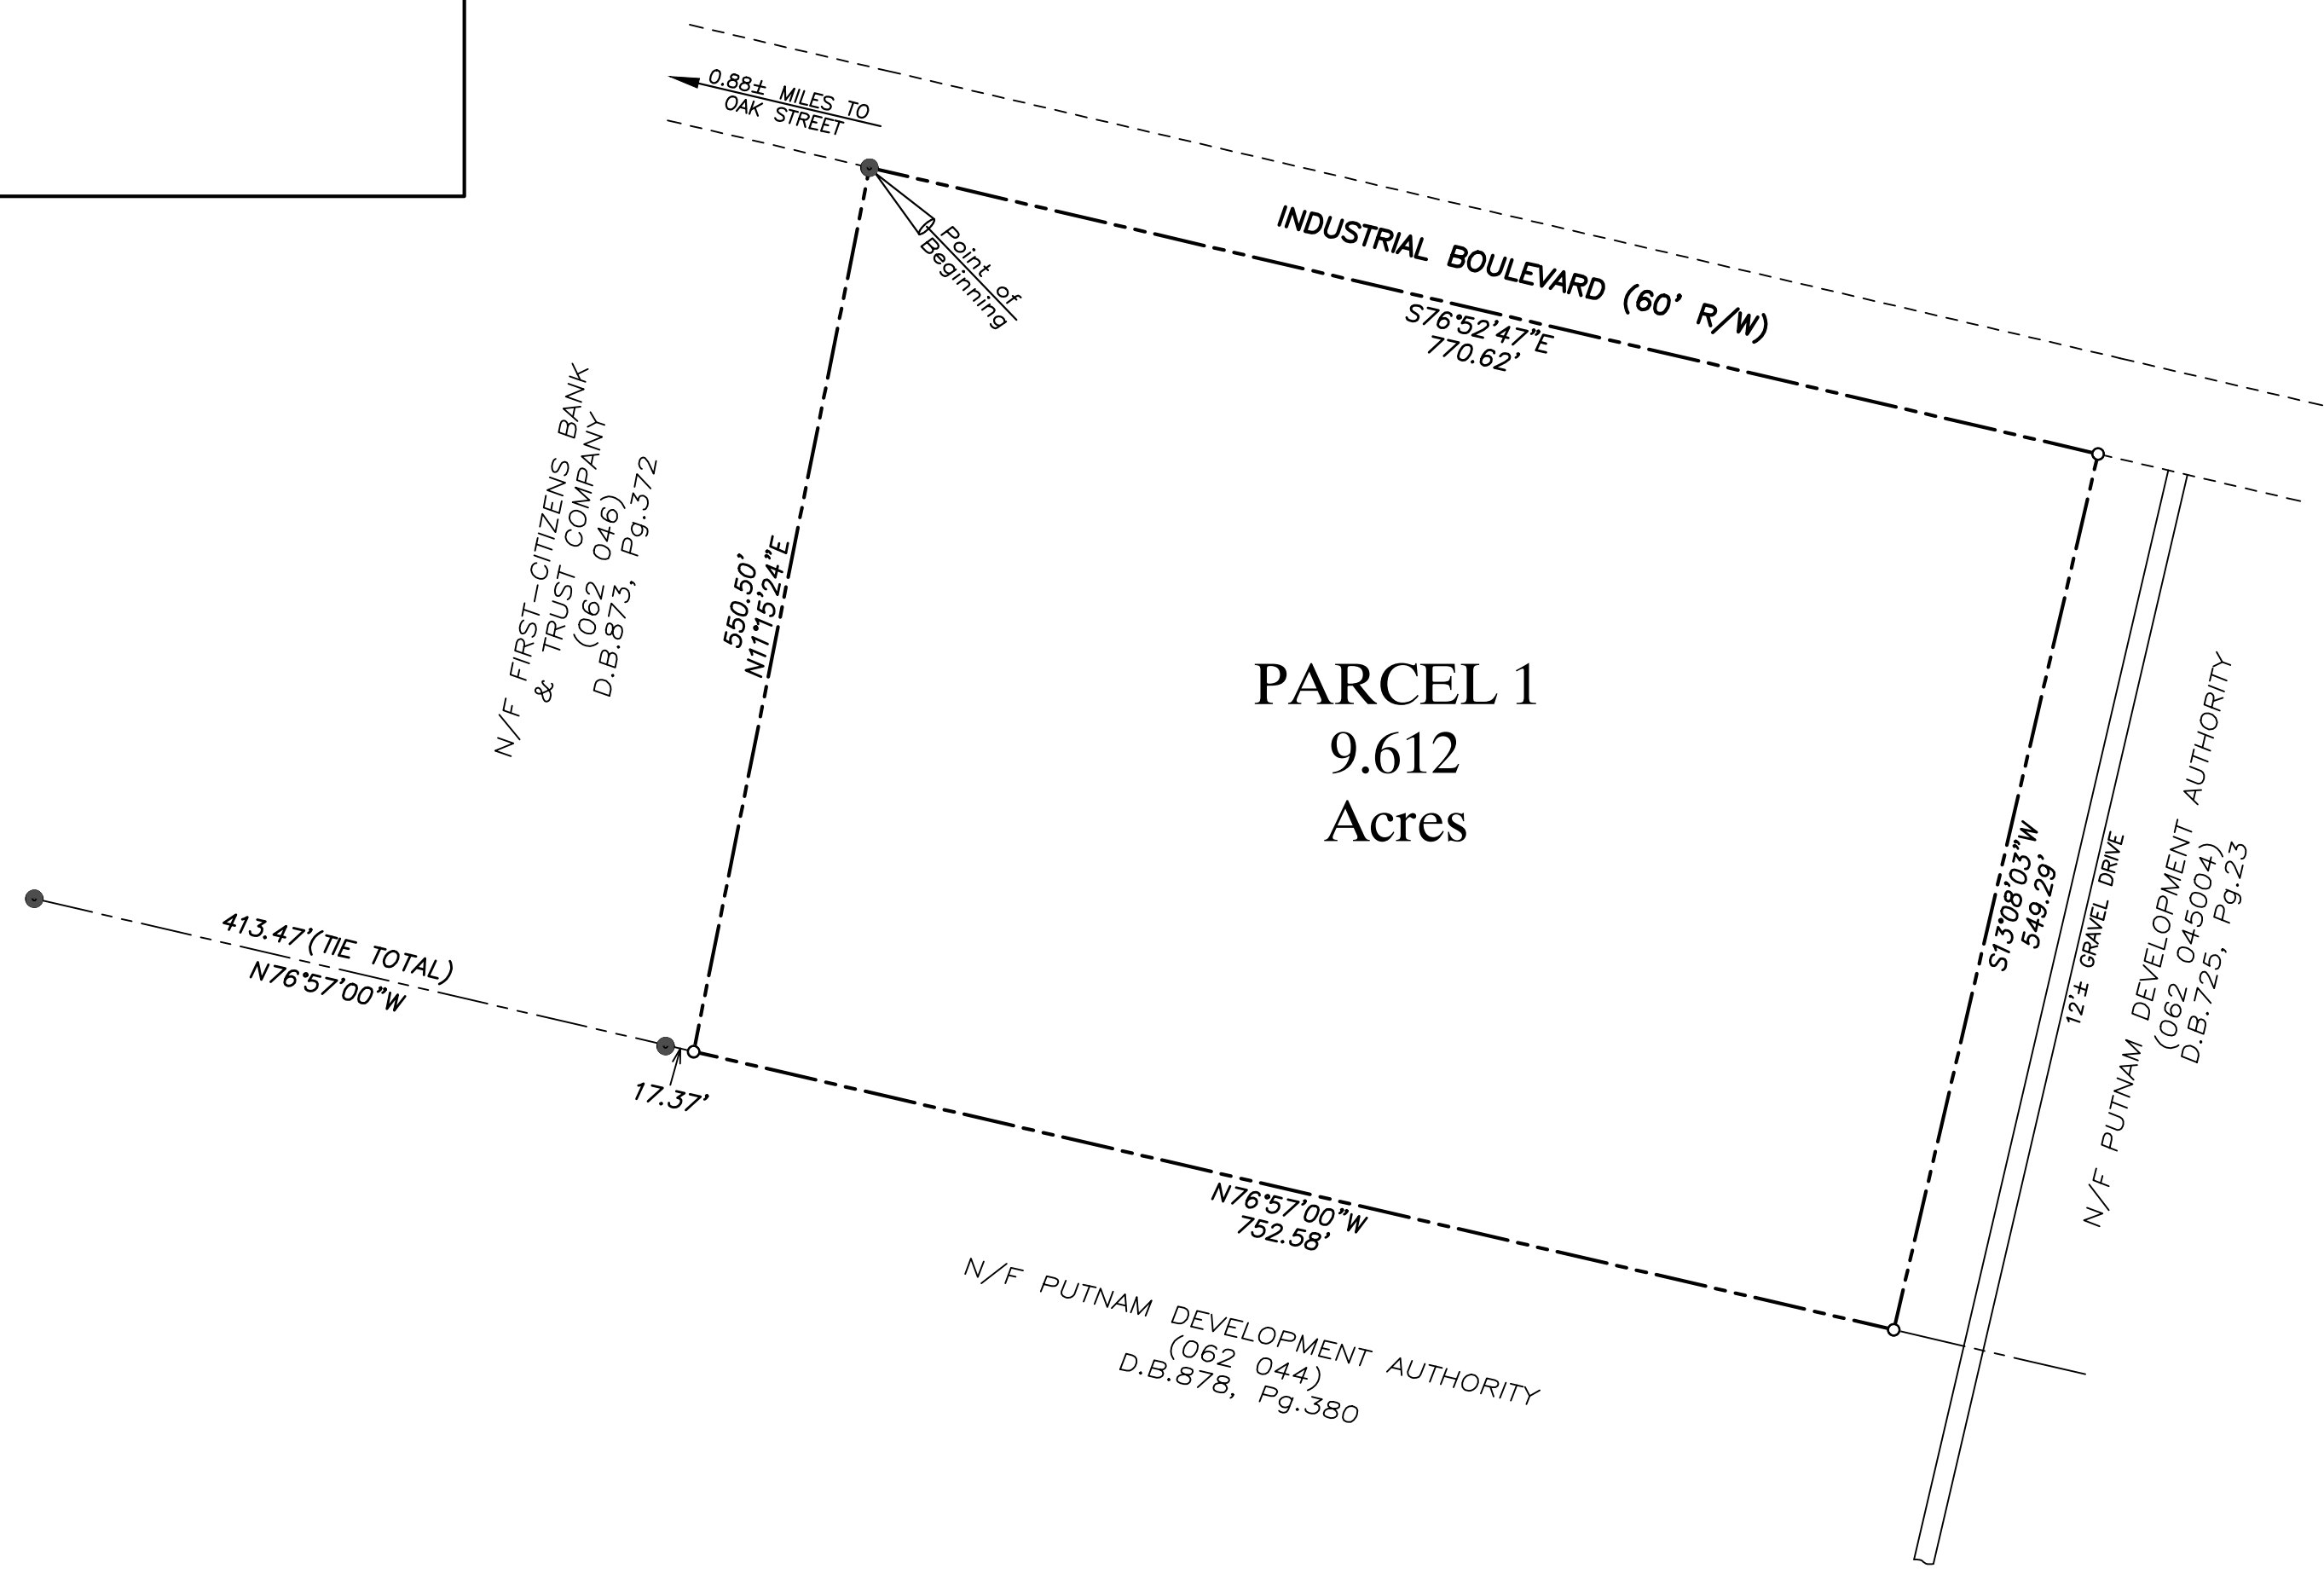 0.88± MILES TO
OAK STREET
Point of
Beginning
INDUSTRIAL BOULEVARD (60' R/W)
S76°52'47"E
770.62'
N/F FIRST-CITIZENS BANK
& TRUST COMPANY
(062 046)
D.B.873, Pg.372
550.50'
N11°15'24"E
PARCEL 1
9.612
Acres
S13°08'03"W
549.29'
12'± GRAVEL DRIVE
N/F PUTNAM DEVELOPMENT AUTHORITY
(062 045004)
D.B.725, Pg.23
413.47'(TIE TOTAL)
N76°57'00"W
17.37'
N76°57'00"W
752.58'
N/F PUTNAM DEVELOPMENT AUTHORITY
(062 044)
D.B.878, Pg.380